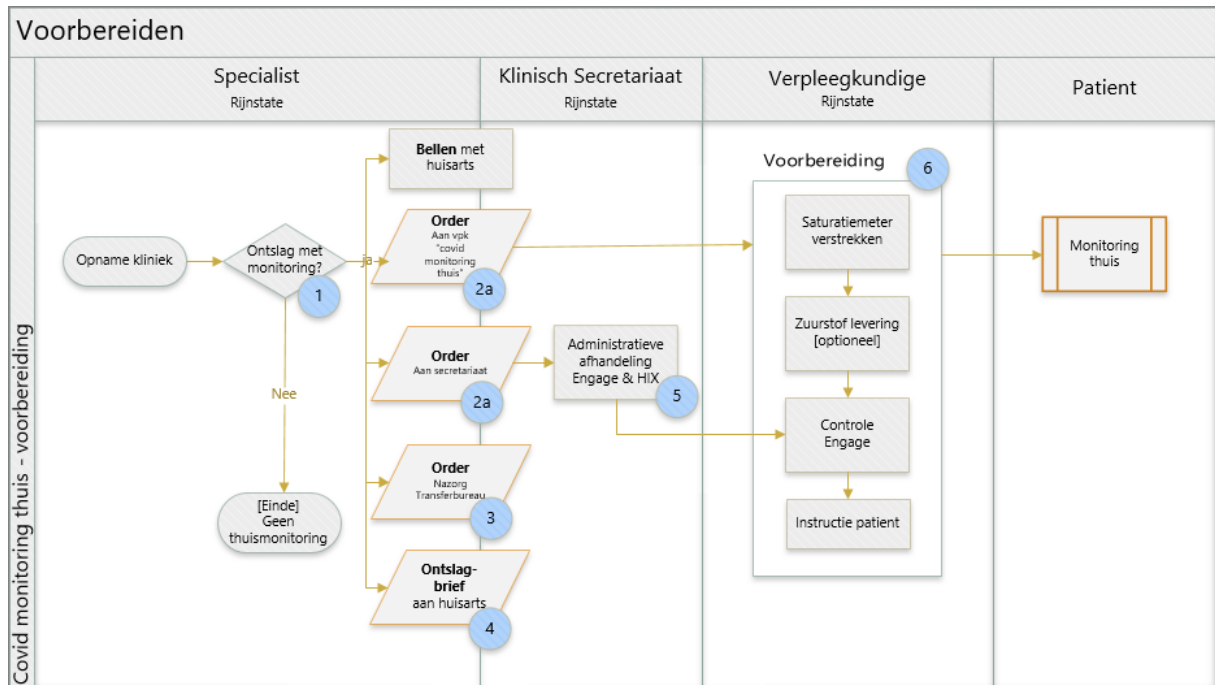 Voorbereiden
Covid monitoring thuis - voorbereiding
Specialist
Rijnstate
Klinisch Secretariaat
Rijnstate
Verpleegkundige
Rijnstate
Patient
Opname kliniek
Ontslag met
monitoring?
1
ja
Nee
[Einde]
Geen
thuismonitoring
Bellen met
huisarts
Order
Aan vpk
"covid
monitoring
thuis"
2a
Order
Aan secretariaat
2a
Order
Nazorg
Transferbureau
3
Ontslag-
brief
aan huisarts
4
Administratieve
afhandeling
Engage & HIX
5
Voorbereiding
6
Saturatiemeter
verstrekken
Zuurstof levering
[optioneel]
Controle
Engage
Instructie patient
Monitoring
thuis